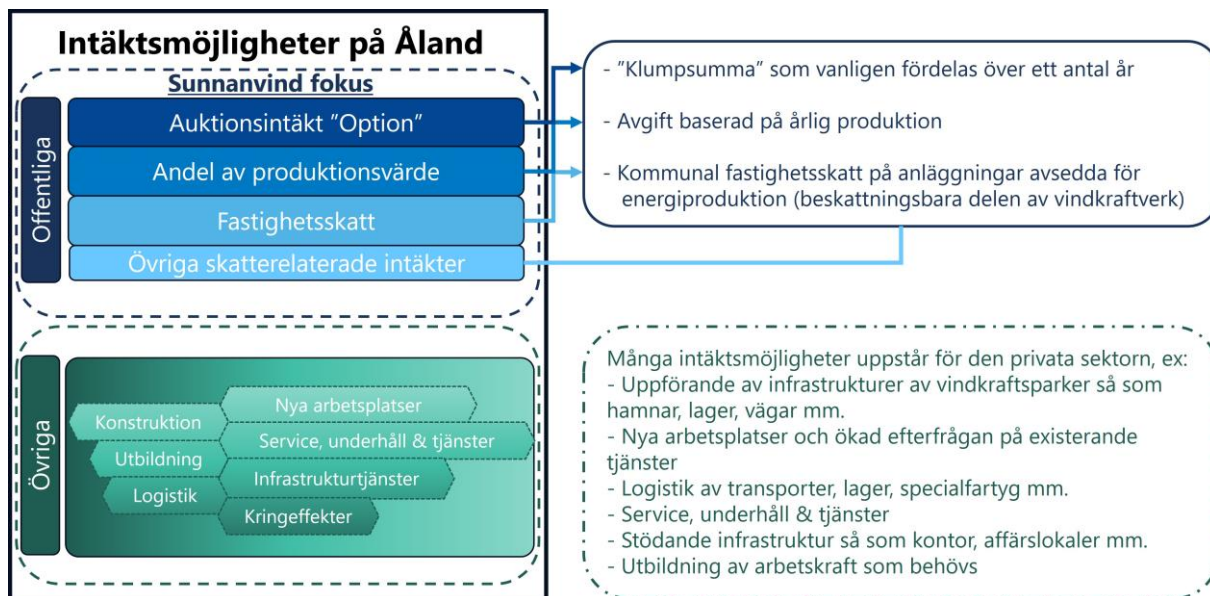 Intäktsmöjligheter på Åland
Sunnanvind fokus
Offentliga
Auktionsintäkt ”Option”
Andel av produktionsvärde
Fastighetsskatt
Övriga skatterelaterade intäkter
- ”Klumpsumma” som vanligen fördelas över ett antal år
- Avgift baserad på årlig produktion
- Kommunal fastighetsskatt på anläggningar avsedda för
energiproduktion (beskattningsbara delen av vindkraftverk)
Övriga
Konstruktion
Utbildning
Logistik
Nya arbetsplatser
Service, underhåll & tjänster
Infrastrukturtjänster
Kringeffekter
Många intäktsmöjligheter uppstår för den privata sektorn, ex:
- Uppförande av infrastrukturer av vindkraftsparker så som
hamnar, lager, vägar mm.
- Nya arbetsplatser och ökad efterfrågan på existerande
tjänster
- Logistik av transporter, lager, specialfartyg mm.
- Service, underhåll & tjänster
- Stödande infrastruktur så som kontor, affärslokaler mm.
- Utbildning av arbetskraft som behövs